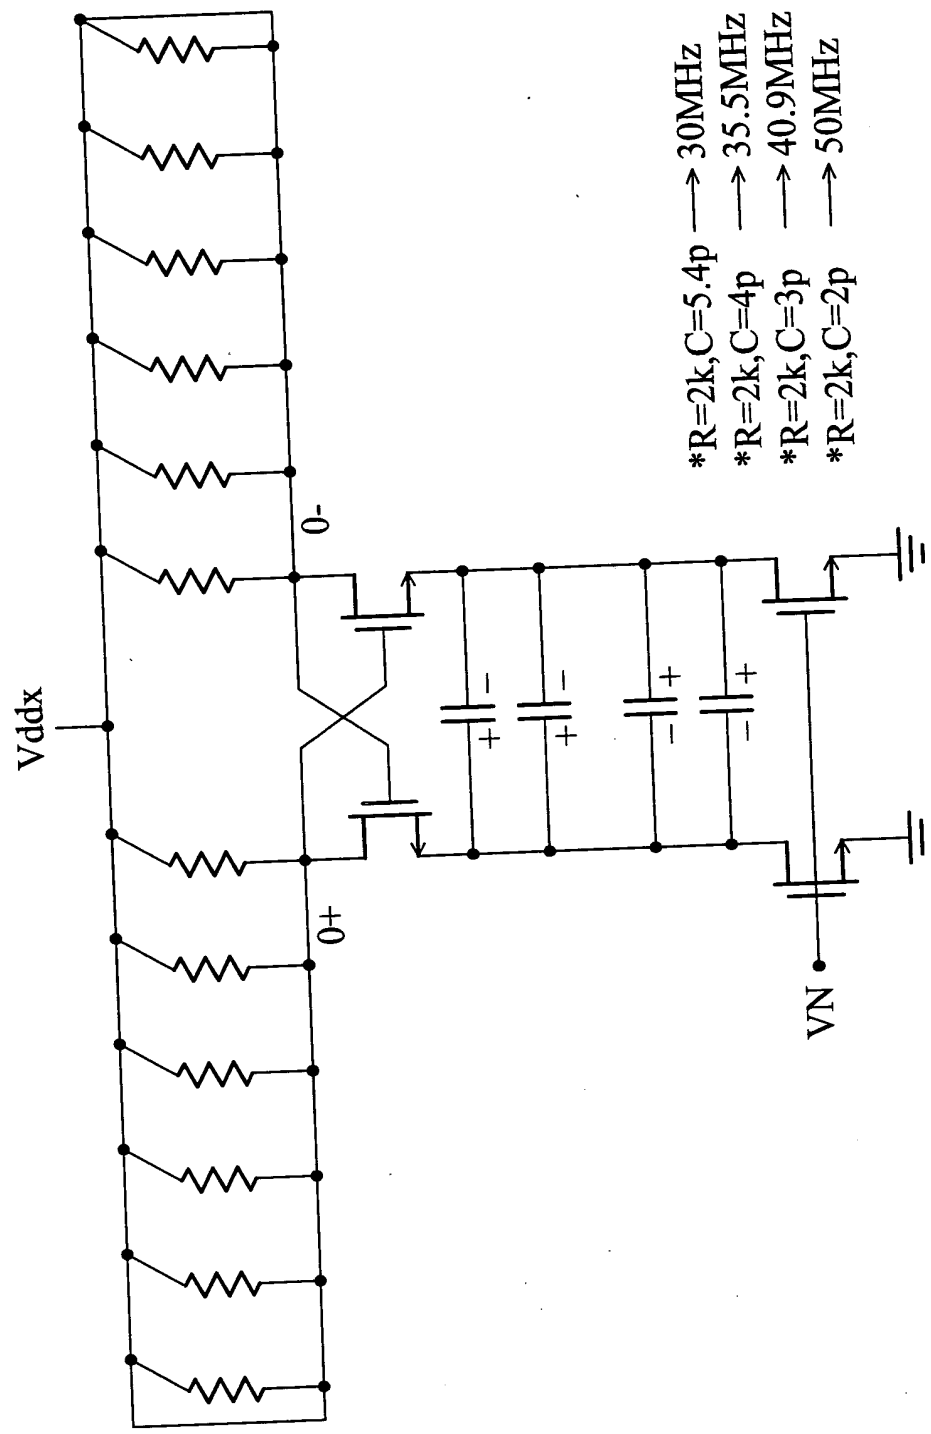 Vddx
0+
0-
+ -
+ -
- +
- +
VN
*R=2k,C=5.4p → 30MHz
*R=2k,C=4p → 35.5MHz
*R=2k,C=3p → 40.9MHz
*R=2k,C=2p → 50MHz